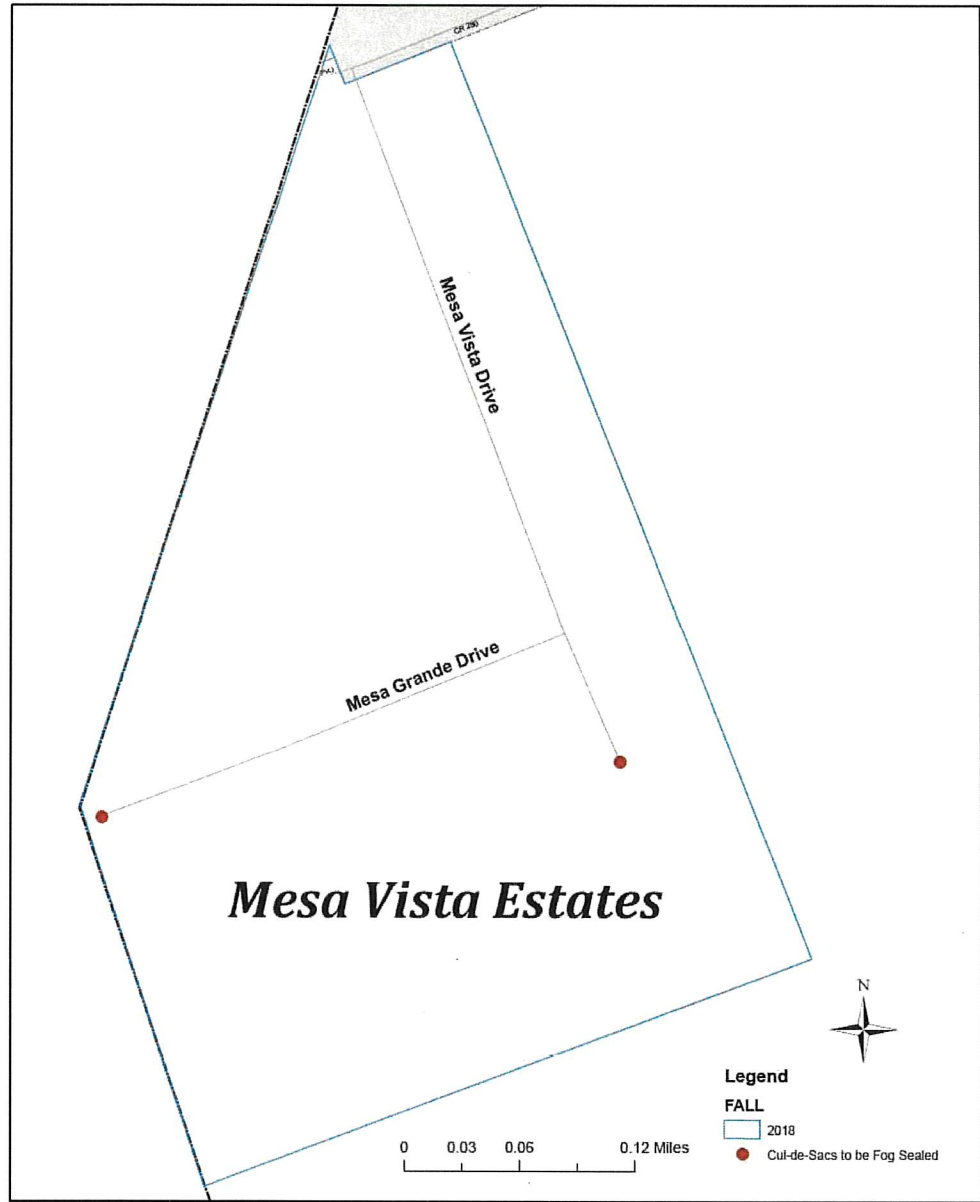 CR 280
Mesa Vista Drive
Mesa Grande Drive
Mesa Vista Estates
N
Legend
FALL
2018
Cul-de-Sacs to be Fog Sealed
0 0.03 0.06 0.12 Miles